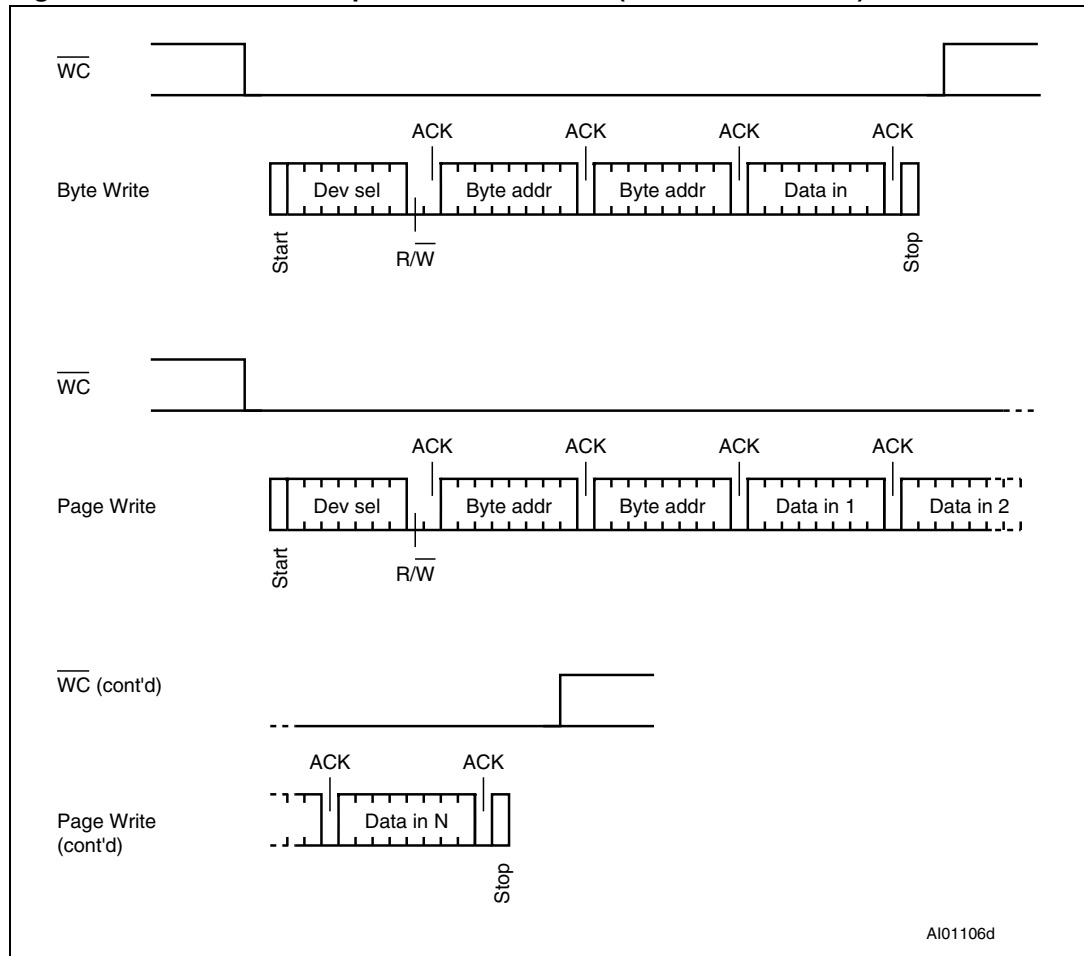 WC
ACK ACK ACK ACK
Byte Write Dev sel Byte addr Byte addr Data in
Start R/W Stop
WC
ACK ACK ACK ACK
Page Write Dev sel Byte addr Byte addr Data in 1 Data in 2
Start R/W
WC (cont'd)
ACK ACK
Page Write Data in N
(cont'd)
Stop
AI01106d